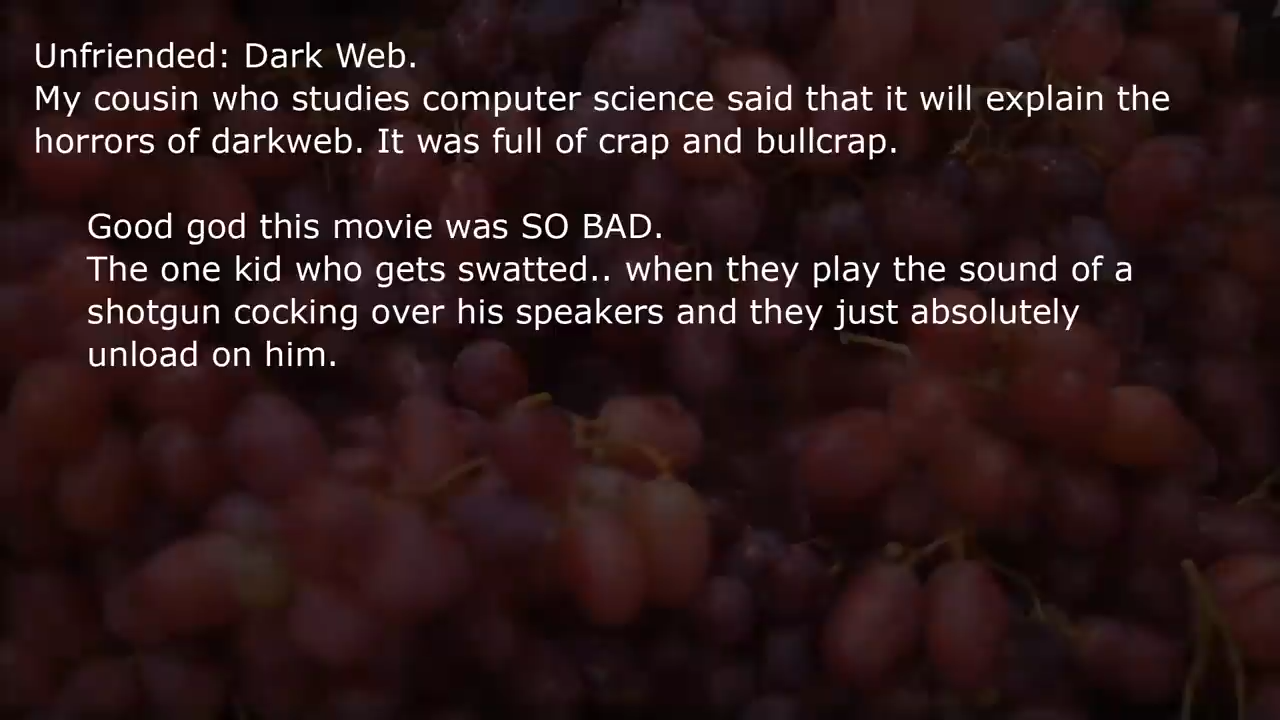 Unfriended: Dark Web.
My cousin who studies computer science said that it will explain the
horrors of darkweb. It was full of crap and bullcrap.
Good god this movie was SO BAD.
The one kid who gets swatted.. when they play the sound of a
shotgun cocking over his speakers and they just absolutely
unload on him.